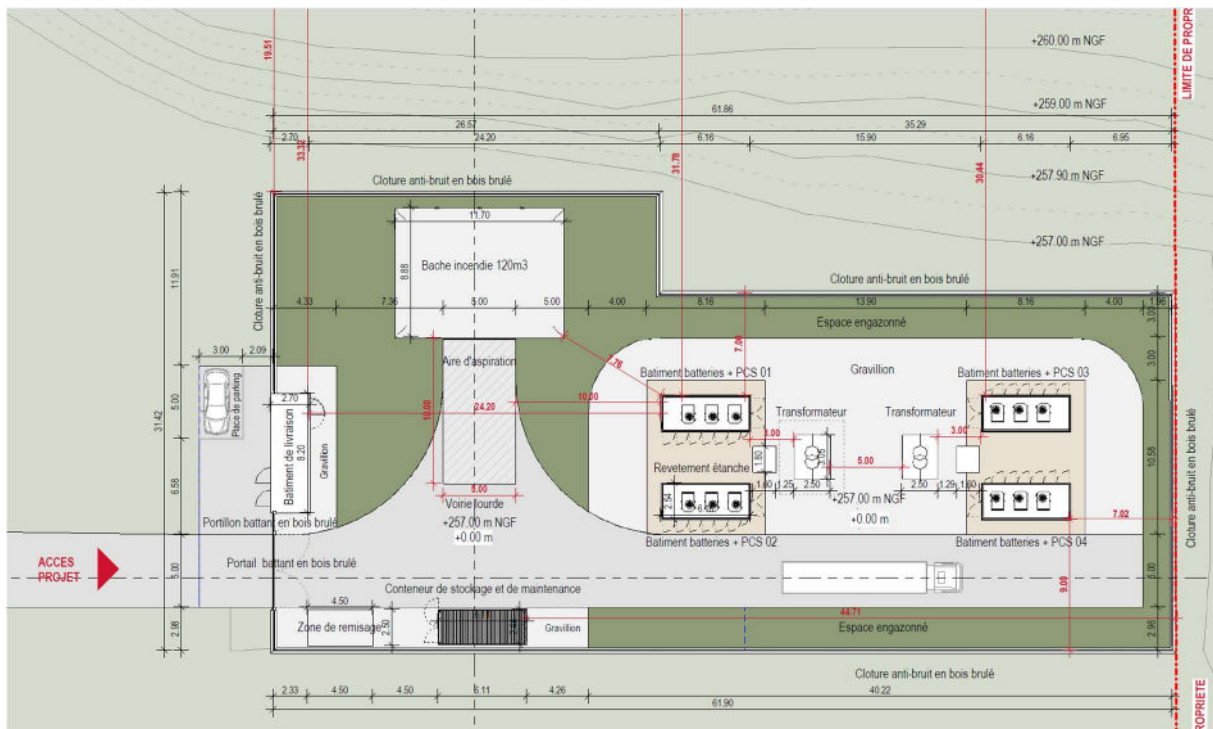 +260.00 m NGF
LIMITE DE PROPR
19.51
61.86
+259.00 m NGF
26.57
35.29
2.70
33.32
24.20
6.16
31.78
15.90
30.44
6.16
6.95
+257.90 m NGF
Cloture anti-bruit en bois brulé
Cloture anti-bruit en bois brulé
11.70
+257.00 m NGF
Bache incendie 120m3
8.88
11.91
Cloture anti-bruit en bois brulé
4.33
7.36
5.00
5.00
4.00
8.16
13.90
8.16
4.00
1.96
3.00
Espace engazonné
Aire d'aspiration
7.78
7.00
3.00
3.00
2.09
Batiment batteries + PCS 01
Gravillion
Batiment batteries + PCS 03
Place de parking
5.00
2.70
24.20
10.00
10.00
Transformateur
Transformateur
31.42
Batiment de livraison
8.20
Gravillion
1.00
3.00
1.80
3.05
5.00
10.58
Revetement étanche
6.58
5.00
1.60
1.25
2.50
2.50
1.29
1.60
2.54
Voirie lourde
+257.00 m NGF
+0.00 m
+257.00 m NGF
+0.00 m
7.02
Cloture anti-bruit en bois brulé
Portillon battant en bois brulé
Batiment batteries + PCS 02
Batiment batteries + PCS 04
ACCES
PROJET
Portail battant en bois brulé
5.00
5.00
9.00
Conteneur de stockage et de maintenance
4.50
44.71
2.98
Zone de remisage
2.50
Gravillion
Espace engazonné
2.96
Cloture anti-bruit en bois brulé
2.33
4.50
4.50
6.11
4.26
40.22
61.90
ROPRIETE